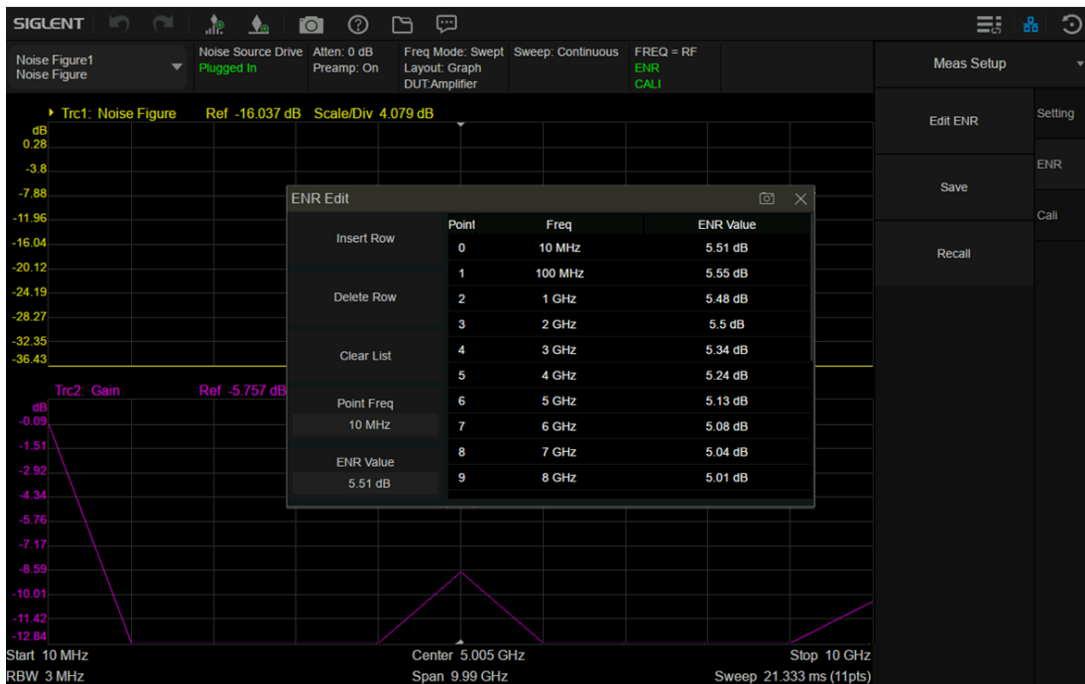 SIGLENT
Noise Figure1
Noise Figure
Noise Source Drive
Plugged In
Atten: 0 dB
Preamp: On
Freq Mode: Swept
Layout: Graph
DUT:Amplifier
Sweep: Continuous
FREQ = RF
ENR
CALI
Meas Setup
Trc1: Noise Figure Ref -16.037 dB Scale/Div 4.079 dB
dB
0.28
-3.8
-7.88
-11.96
-16.04
-20.12
-24.19
-28.27
-32.35
-36.43
Trc2: Gain Ref -5.757 dB
dB
-0.09
-1.51
-2.92
-4.34
-5.76
-7.17
-8.59
-10.01
-11.42
-12.84
Start 10 MHz Center 5.005 GHz Stop 10 GHz
RBW 3 MHz Span 9.99 GHz Sweep 21.333 ms (11pts)
ENR Edit
Insert Row
Delete Row
Clear List
Point Freq
10 MHz
ENR Value
5.51 dB
Point Freq ENR Value
0 10 MHz 5.51 dB
1 100 MHz 5.55 dB
2 1 GHz 5.48 dB
3 2 GHz 5.5 dB
4 3 GHz 5.34 dB
5 4 GHz 5.24 dB
6 5 GHz 5.13 dB
7 6 GHz 5.08 dB
8 7 GHz 5.04 dB
9 8 GHz 5.01 dB
Edit ENR
Save
Recall
Setting
ENR
Cali